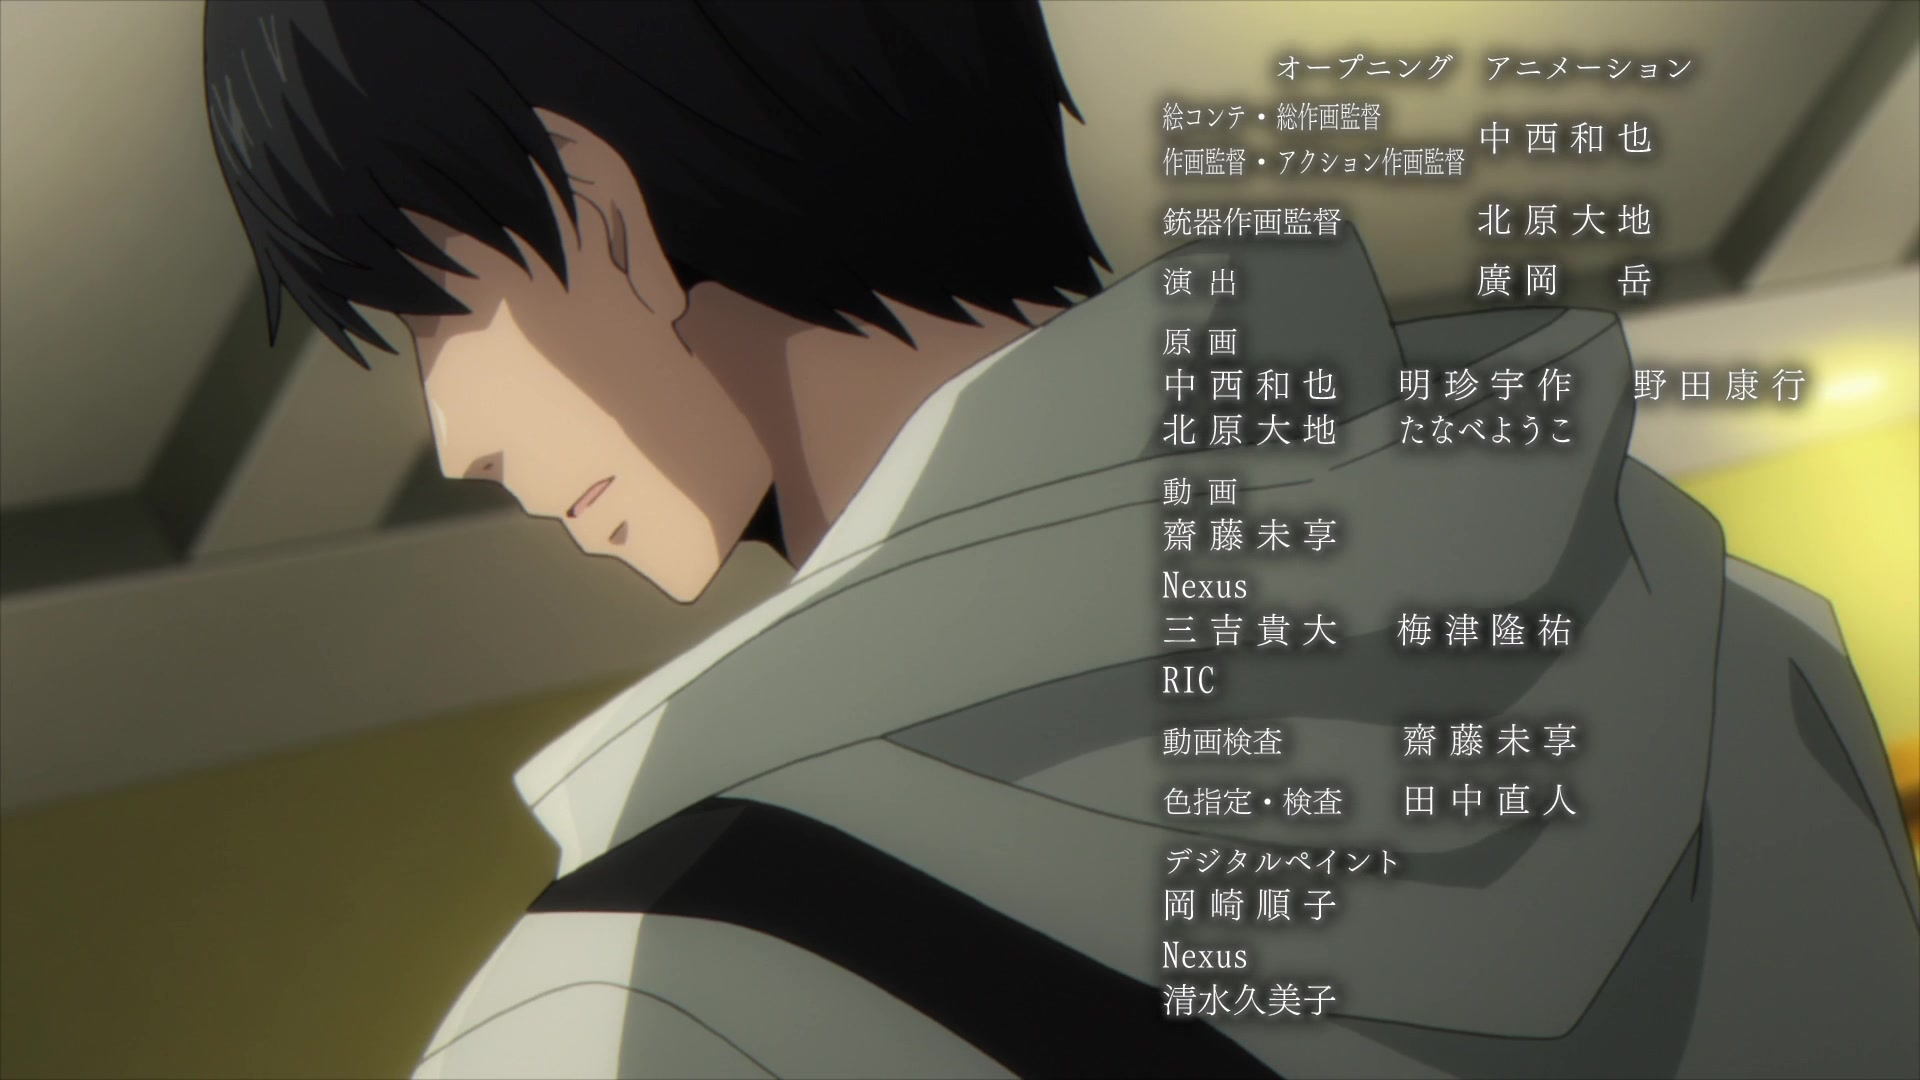 オープニング アニメーション
絵コンテ・総作画監督
作画監督・アクション作画監督 中西和也
銃器作画監督 北原大地
演出 廣岡 岳
原画
中西和也 明珍宇作 野田康行
北原大地 たなべようこ
動画
齋藤未享
Nexus
三吉貴大 梅津隆祐
RIC
動画検査 齋藤未享
色指定・検査 田中直人
デジタルペイント
岡崎順子
Nexus
清水久美子